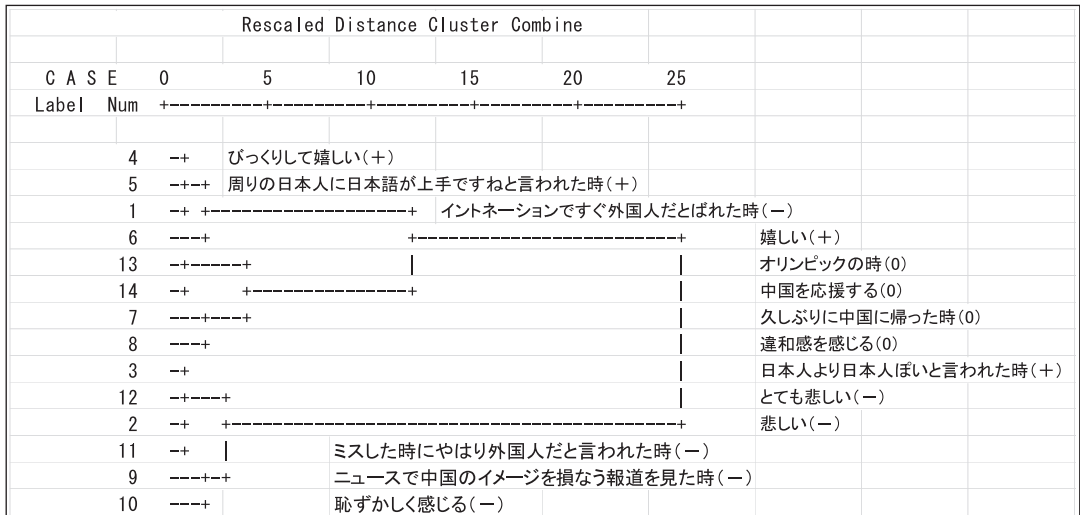 Rescaled Distance Cluster Combine
C A S E 0 5 10 15 20 25
Label Num +---------+---------+---------+---------+---------+
4 -+ びっくりして嬉しい(+)
5 -+-+ 周りの日本人に日本語が上手ですねと言われた時(+)
1 -+ +-------------------+ イントネーションですぐ外国人だとばれた時(-)
6 ---+ +-------------------------+ 嬉しい(+)
13 -+-----+ | | オリンピックの時(0)
14 -+ +---------------+ | 中国を応援する(0)
7 ---+---+ | 久しぶりに中国に帰った時(0)
8 ---+ | 違和感を感じる(0)
3 -+ | 日本人より日本人ぽいと言われた時(+)
12 -+---+ | とても悲しい(-)
2 -+ +-------------------------------------------+ 悲しい(-)
11 -+ | ミスした時にやはり外国人だと言われた時(-)
9 ---+-+ ニュースで中国のイメージを損なう報道を見た時(-)
10 ---+ 恥ずかしく感じる(-)